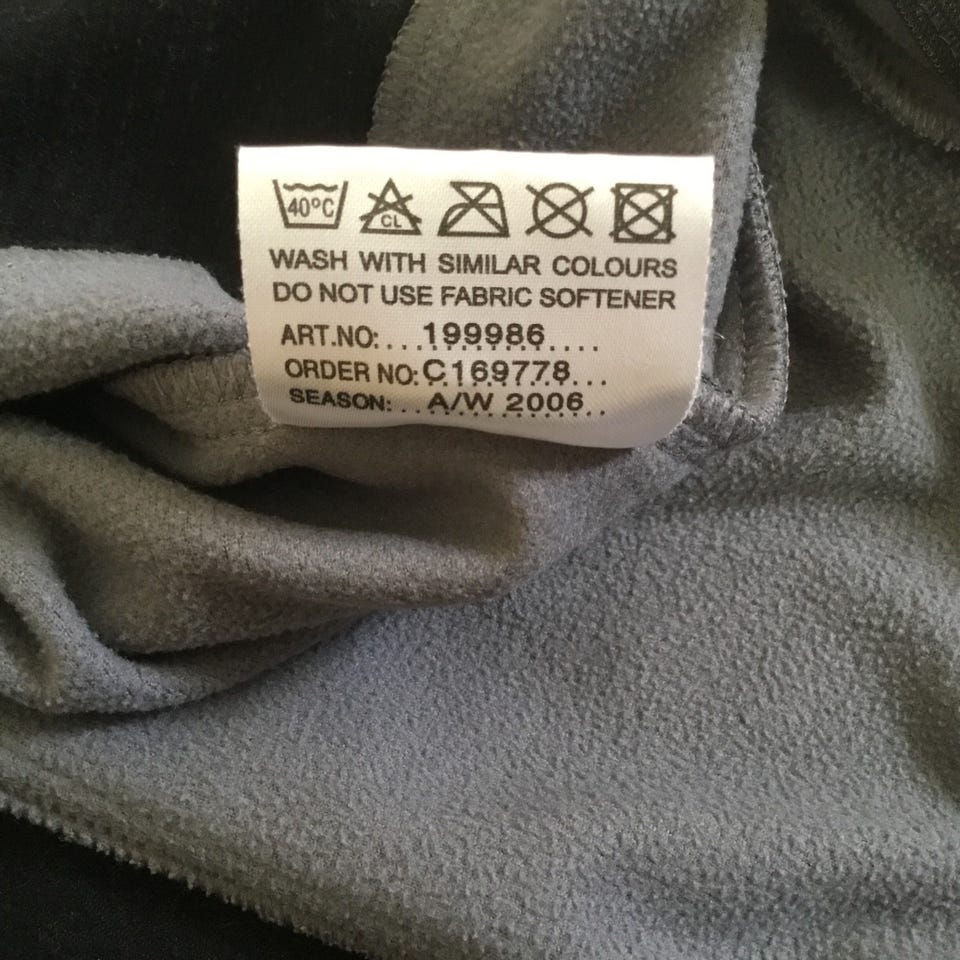 40°C CL
WASH WITH SIMILAR COLOURS
DO NOT USE FABRIC SOFTENER
ART.NO:...199986....
ORDER NO:C169778...
SEASON:..A/W 2006..